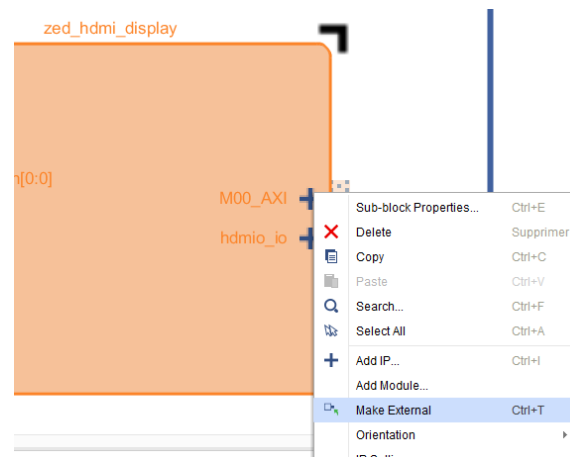 zed_hdmi_display
n[0:0]
M00_AXI
hdmio_io
Sub-block Properties... Ctrl+E
Delete Supprimer
Copy Ctrl+C
Paste Ctrl+V
Search... Ctrl+F
Select All Ctrl+A
Add IP... Ctrl+I
Add Module...
Make External Ctrl+T
Orientation